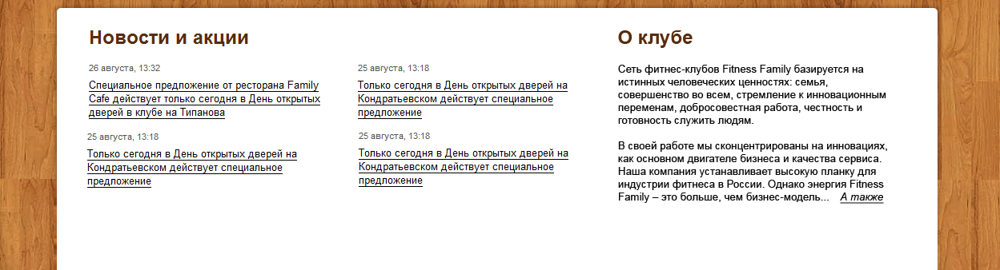 Новости и акции
26 августа, 13:32
Специальное предложение от ресторана Family
Cafe действует только сегодня в День открытых
дверей в клубе на Типанова
25 августа, 13:18
Только сегодня в День открытых дверей на
Кондратьевском действует специальное
предложение
25 августа, 13:18
Только сегодня в День открытых дверей на
Кондратьевском действует специальное
предложение
25 августа, 13:18
Только сегодня в День открытых дверей на
Кондратьевском действует специальное
предложение
О клубе
Сеть фитнес-клубов Fitness Family базируется на
истинных человеческих ценностях: семья,
совершенство во всем, стремление к инновационным
переменам, добросовестная работа, честность и
готовность служить людям.
В своей работе мы сконцентрированы на инновациях,
как основном двигателе бизнеса и качества сервиса.
Наша компания устанавливает высокую планку для
индустрии фитнеса в России. Однако энергия Fitness
Family – это больше, чем бизнес-модель... А также